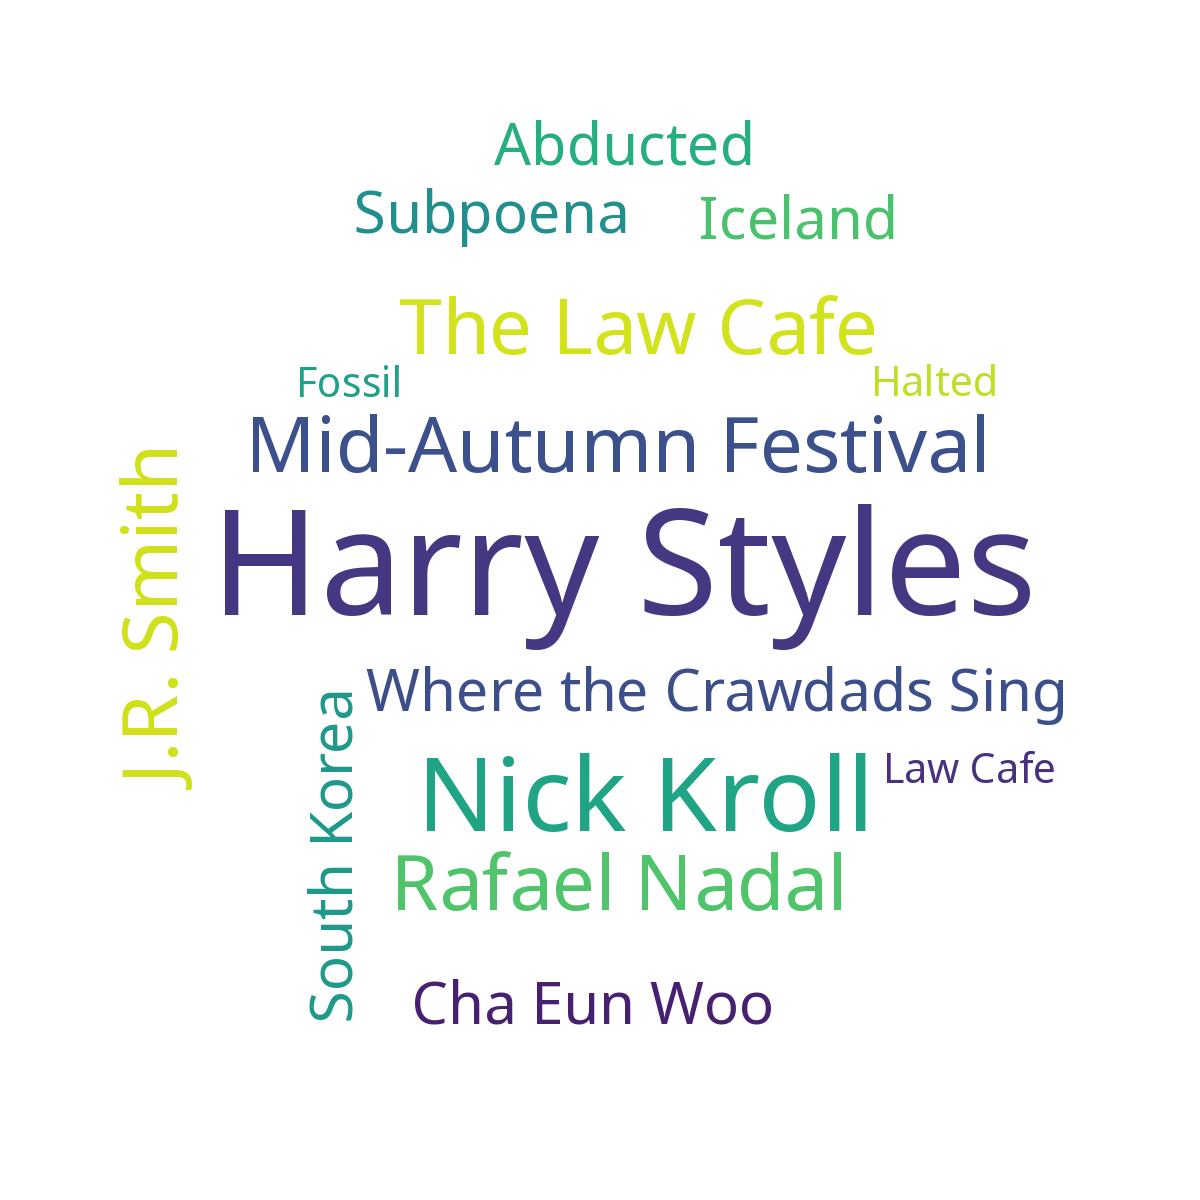 Abducted
Subpoena
Iceland
The Law Cafe
Fossil
Halted
Mid-Autumn Festival
J.R. Smith
Harry Styles
Where the Crawdads Sing
South Korea
Nick Kroll
Law Cafe
Rafael Nadal
Cha Eun Woo